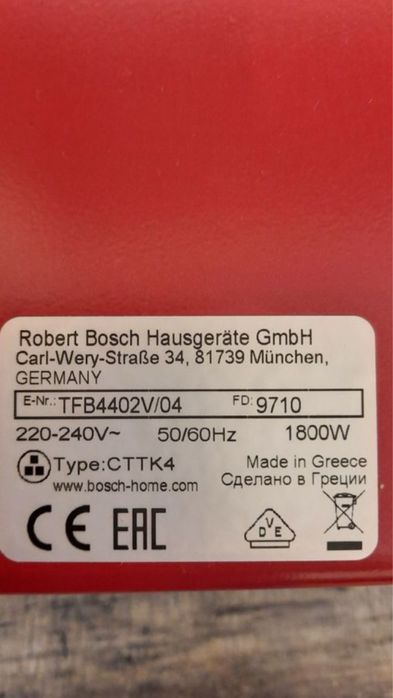 Robert Bosch Hausgeräte GmbH
Carl-Wery-Straße 34, 81739 München,
GERMANY
E-Nr.: TFB4402V/04 FD: 9710
220-240V~ 50/60Hz 1800W
Type:CTTK4 Made in Greece
www.bosch-home.com Сделано в Греции
CE EAC
D V E